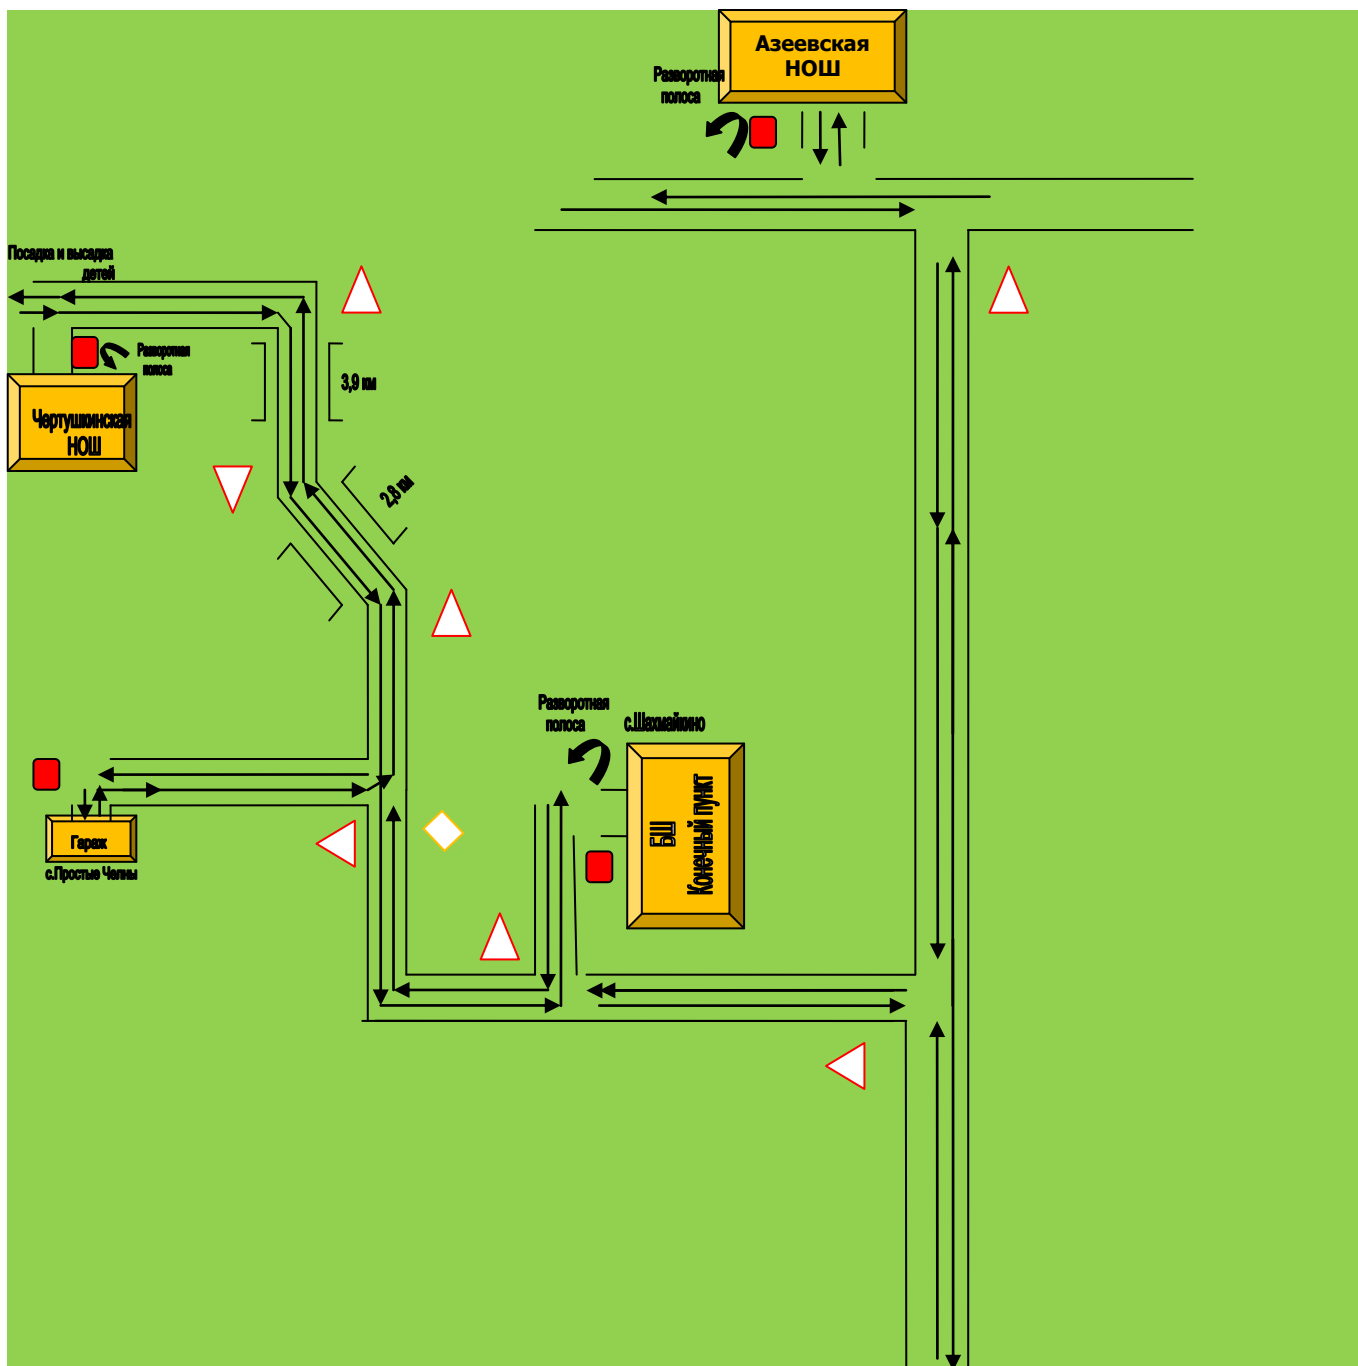 Азеевская
НОШ
Разворотная
полоса
Посадка и высадка
детей
Разворотная
полоса
3,9 км
Чертушкинская
НОШ
2,8 км
Разворотная
полоса
с.Шахмайкино
БШ
Конечный пункт
Гараж
с.Простые Челны